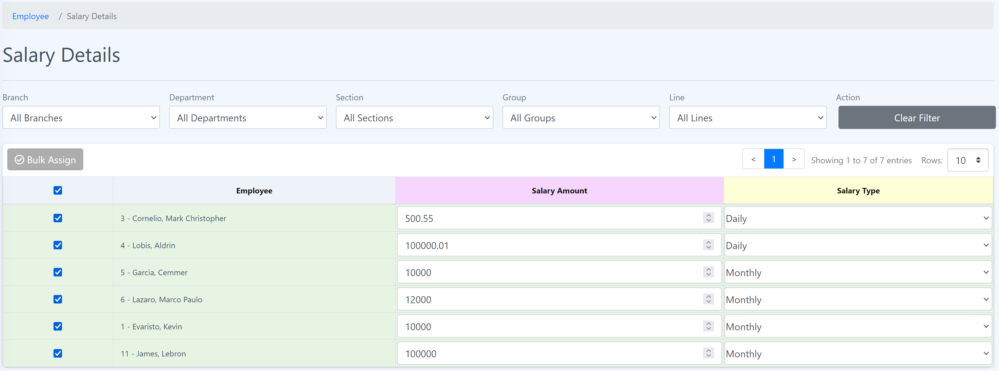 Employee / Salary Details
Salary Details
Branch Department Section Group Line Action
All Branches All Departments All Sections All Groups All Lines Clear Filter
Bulk Assign < 1 > Showing 1 to 7 of 7 entries Rows: 10
Employee Salary Amount Salary Type
3 - Cornelio, Mark Christopher 500.55 Daily
4 - Lobis, Aldrin 100000.01 Daily
5 - Garcia, Cemmer 10000 Monthly
6 - Lazaro, Marco Paulo 12000 Monthly
1 - Evaristo, Kevin 10000 Monthly
11 - James, Lebron 100000 Monthly